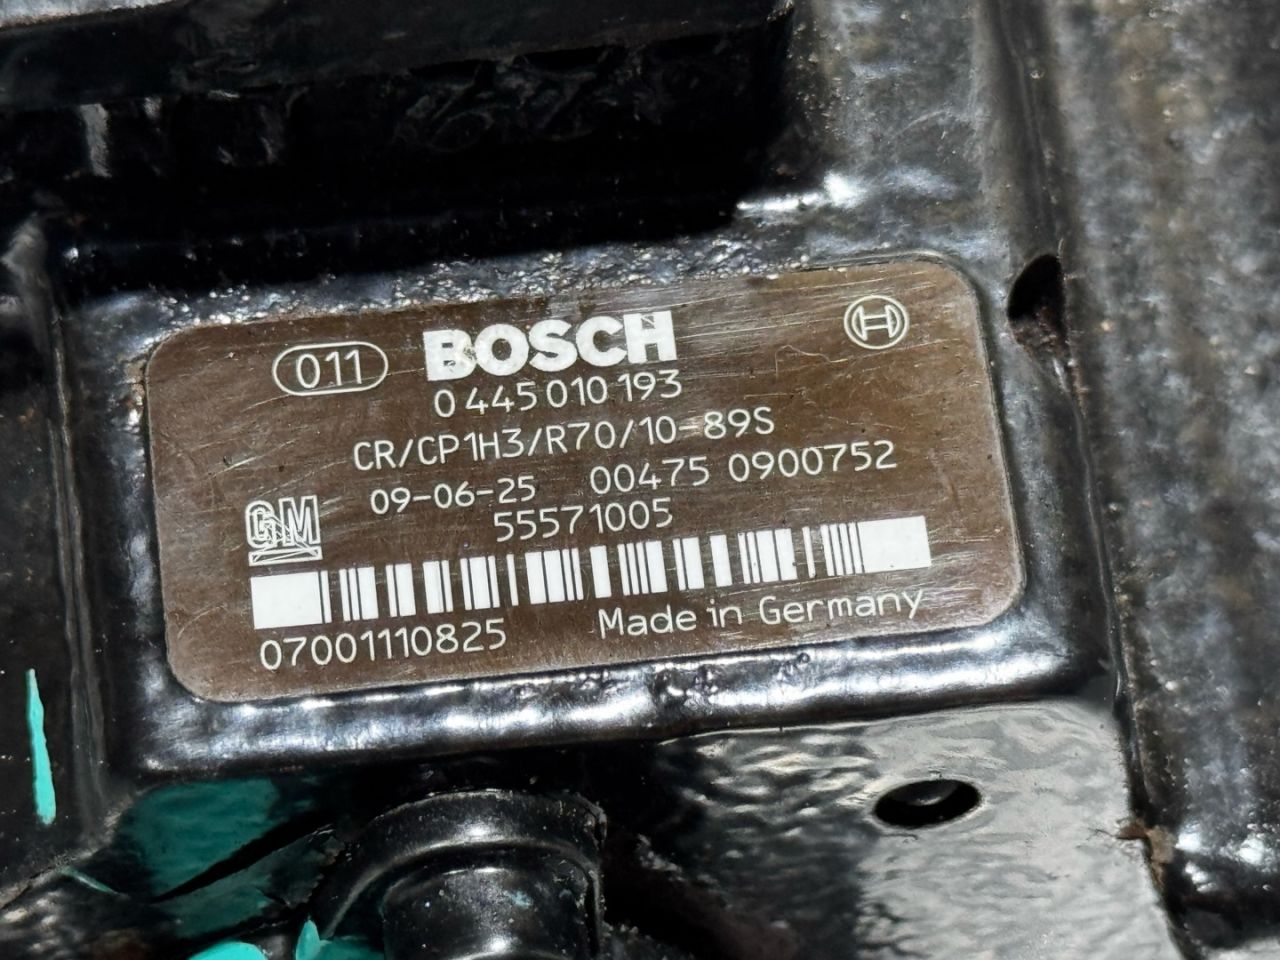 011
BOSCH
0 445 010 193
CR/CP1H3/R70/10-89S
09-06-25 00475 0900752
GM
55571005
07001110825
Made in Germany